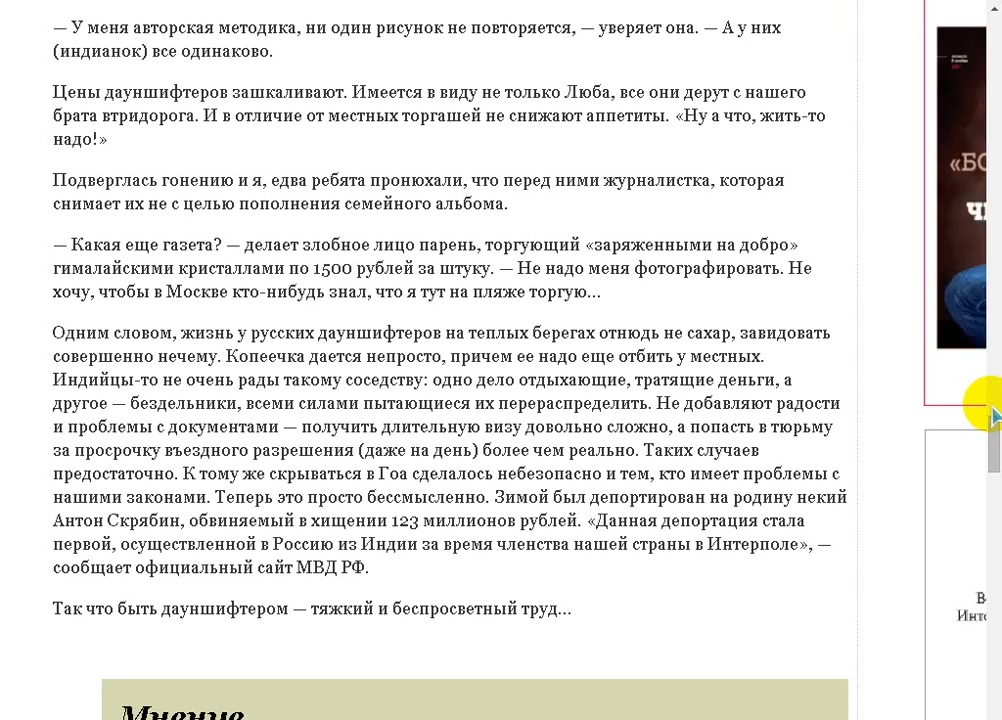 — У меня авторская методика, ни один рисунок не повторяется, — уверяет она. — А у них
(индианок) все одинаково.
Цены дауншифтеров зашкаливают. Имеется в виду не только Люба, все они дерут с нашего
брата втридорога. И в отличие от местных торгашей не снижают аппетиты. «Ну а что, жить-то
надо!»
Подверглась гонению и я, едва ребята пронюхали, что перед ними журналистка, которая
снимает их не с целью пополнения семейного альбома.
— Какая еще газета? — делает злобное лицо парень, торгующий «заряженными на добро»
гималайскими кристаллами по 1500 рублей за штуку. — Не надо меня фотографировать. Не
хочу, чтобы в Москве кто-нибудь знал, что я тут на пляже торгую...
Одним словом, жизнь у русских дауншифтеров на теплых берегах отнюдь не сахар, завидовать
совершенно нечему. Копеечка дается непросто, причем ее надо еще отбить у местных.
Индийцы-то не очень рады такому соседству: одно дело отдыхающие, тратящие деньги, а
другое — бездельники, всеми силами пытающиеся их перераспределить. Не добавляют радости
и проблемы с документами — получить длительную визу довольно сложно, а попасть в тюрьму
за просрочку въездного разрешения (даже на день) более чем реально. Таких случаев
предостаточно. К тому же скрываться в Гоа сделалось небезопасно и тем, кто имеет проблемы с
нашими законами. Теперь это просто бессмысленно. Зимой был депортирован на родину некий
Антон Скрябин, обвиняемый в хищении 123 миллионов рублей. «Данная депортация стала
первой, осуществленной в Россию из Индии за время членства нашей страны в Интерполе», —
сообщает официальный сайт МВД РФ.
Так что быть дауншифтером — тяжкий и беспросветный труд...
Мнение
«БО
Ч
В
Инте